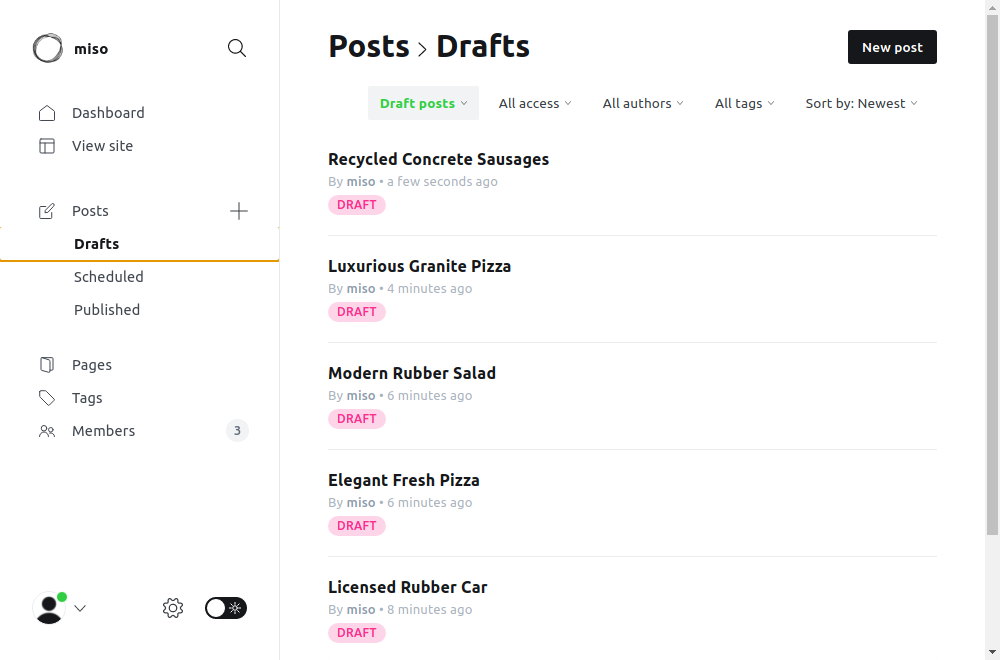 miso
Dashboard
View site
Posts
Drafts
Scheduled
Published
Pages
Tags
Members 3
Posts › Drafts
New post
Draft posts All access All authors All tags Sort by: Newest
Recycled Concrete Sausages
By miso • a few seconds ago
DRAFT
Luxurious Granite Pizza
By miso • 4 minutes ago
DRAFT
Modern Rubber Salad
By miso • 6 minutes ago
DRAFT
Elegant Fresh Pizza
By miso • 6 minutes ago
DRAFT
Licensed Rubber Car
By miso • 8 minutes ago
DRAFT